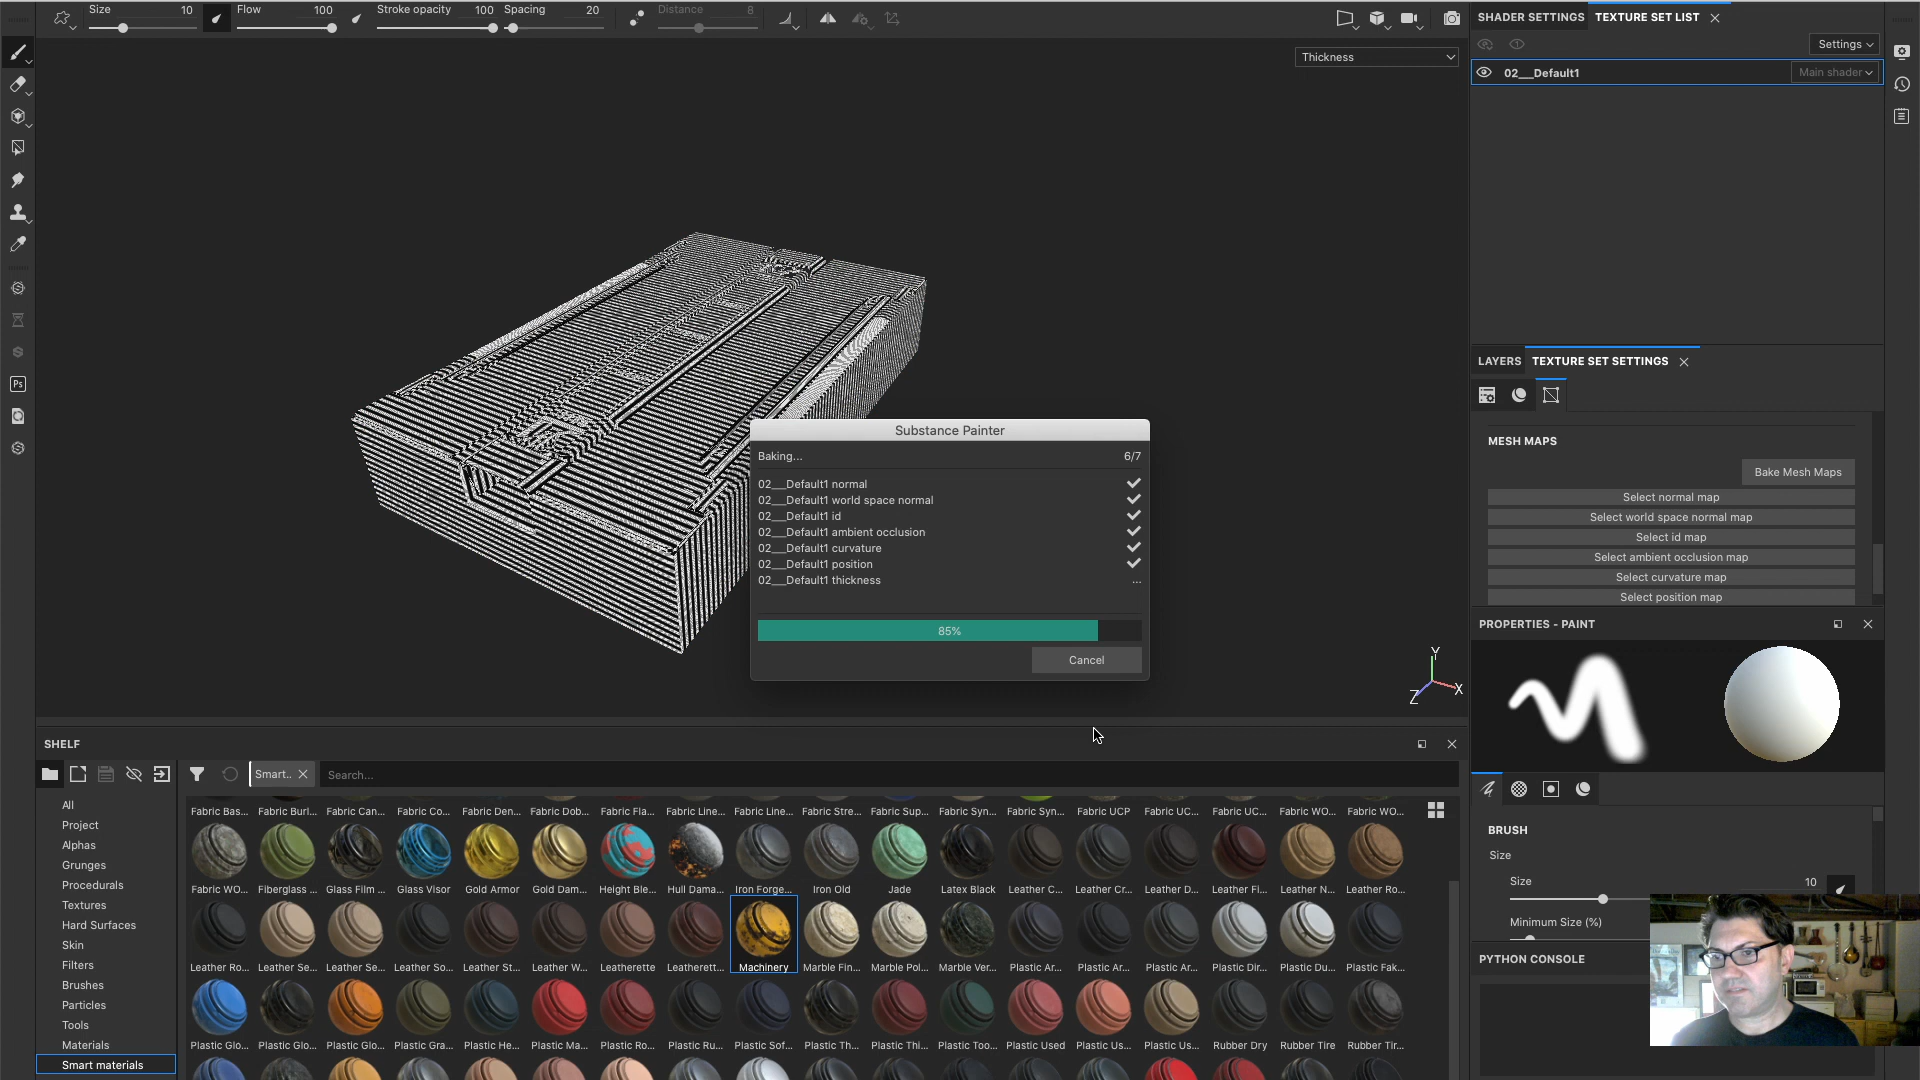 Size 10 Flow 100 Stroke opacity 100 Spacing 20 Distance 8
SHADER SETTINGS TEXTURE SET LIST
Settings
Thickness
02__Default1 Main shader
LAYERS TEXTURE SET SETTINGS
MESH MAPS
Bake Mesh Maps
Select normal map
Select world space normal map
Select id map
Select ambient occlusion map
Select curvature map
Select position map
Substance Painter
Baking... 6/7
02__Default1 normal
02__Default1 world space normal
02__Default1 id
02__Default1 ambient occlusion
02__Default1 curvature
02__Default1 position
02__Default1 thickness ...
85%
Cancel
Y
X
Z
Ps
PROPERTIES - PAINT
BRUSH
Size
Size 10
Minimum Size (%)
PYTHON CONSOLE
SHELF
Smart.. Search...
All
Project
Alphas
Grunges
Procedurals
Textures
Hard Surfaces
Skin
Filters
Brushes
Particles
Tools
Materials
Smart materials
Fabric Bas... Fabric Burl... Fabric Can... Fabric Co... Fabric Den... Fabric Dob... Fabric Fla... Fabric Line... Fabric Line... Fabric Stre... Fabric Sup... Fabric Syn... Fabric Syn... Fabric UCP Fabric UC... Fabric UC... Fabric WO... Fabric WO...
Fabric WO... Fiberglass ... Glass Film ... Glass Visor Gold Armor Gold Dam... Height Ble... Hull Dama... Iron Forge... Iron Old Jade Latex Black Leather C... Leather Cr... Leather D... Leather Fi... Leather N... Leather Ro...
Leather Ro... Leather Se... Leather Se... Leather So... Leather St... Leather W... Leatherette Leatherett... Machinery Marble Fin... Marble Pol... Marble Ver... Plastic Ar... Plastic Ar... Plastic Ar... Plastic Dir... Plastic Du... Plastic Fak...
Plastic Glo... Plastic Glo... Plastic Glo... Plastic Gra... Plastic He... Plastic Ma... Plastic Ro... Plastic Ru... Plastic Sof... Plastic Th... Plastic Thi... Plastic Too... Plastic Used Plastic Us... Plastic Us... Rubber Dry Rubber Tire Rubber Tir...